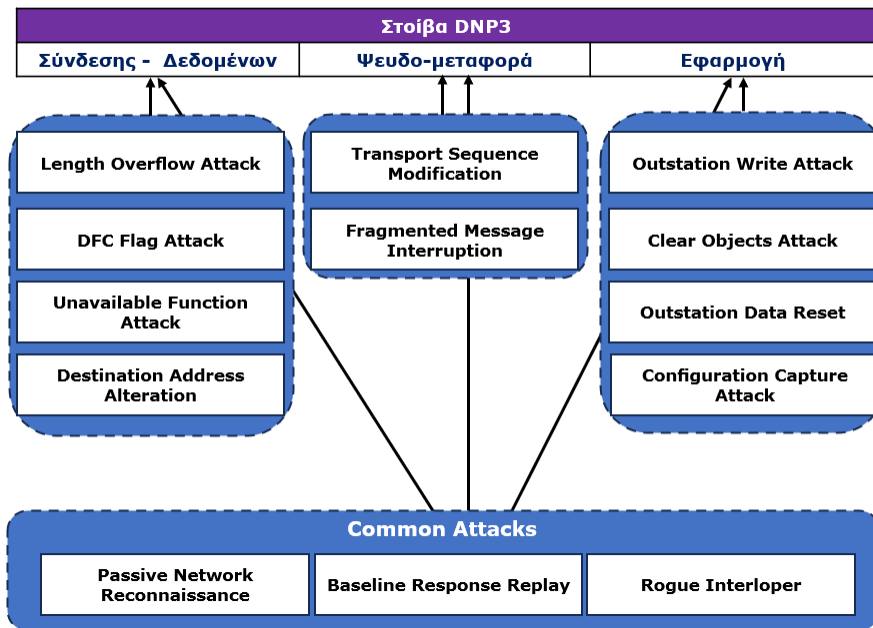 Στοίβα DNP3
Σύνδεσης - Δεδομένων
Ψευδο-μεταφορά
Εφαρμογή
Length Overflow Attack
DFC Flag Attack
Unavailable Function
Attack
Destination Address
Alteration
Transport Sequence
Modification
Fragmented Message
Interruption
Outstation Write Attack
Clear Objects Attack
Outstation Data Reset
Configuration Capture
Attack
Common Attacks
Passive Network
Reconnaissance
Baseline Response Replay
Rogue Interloper